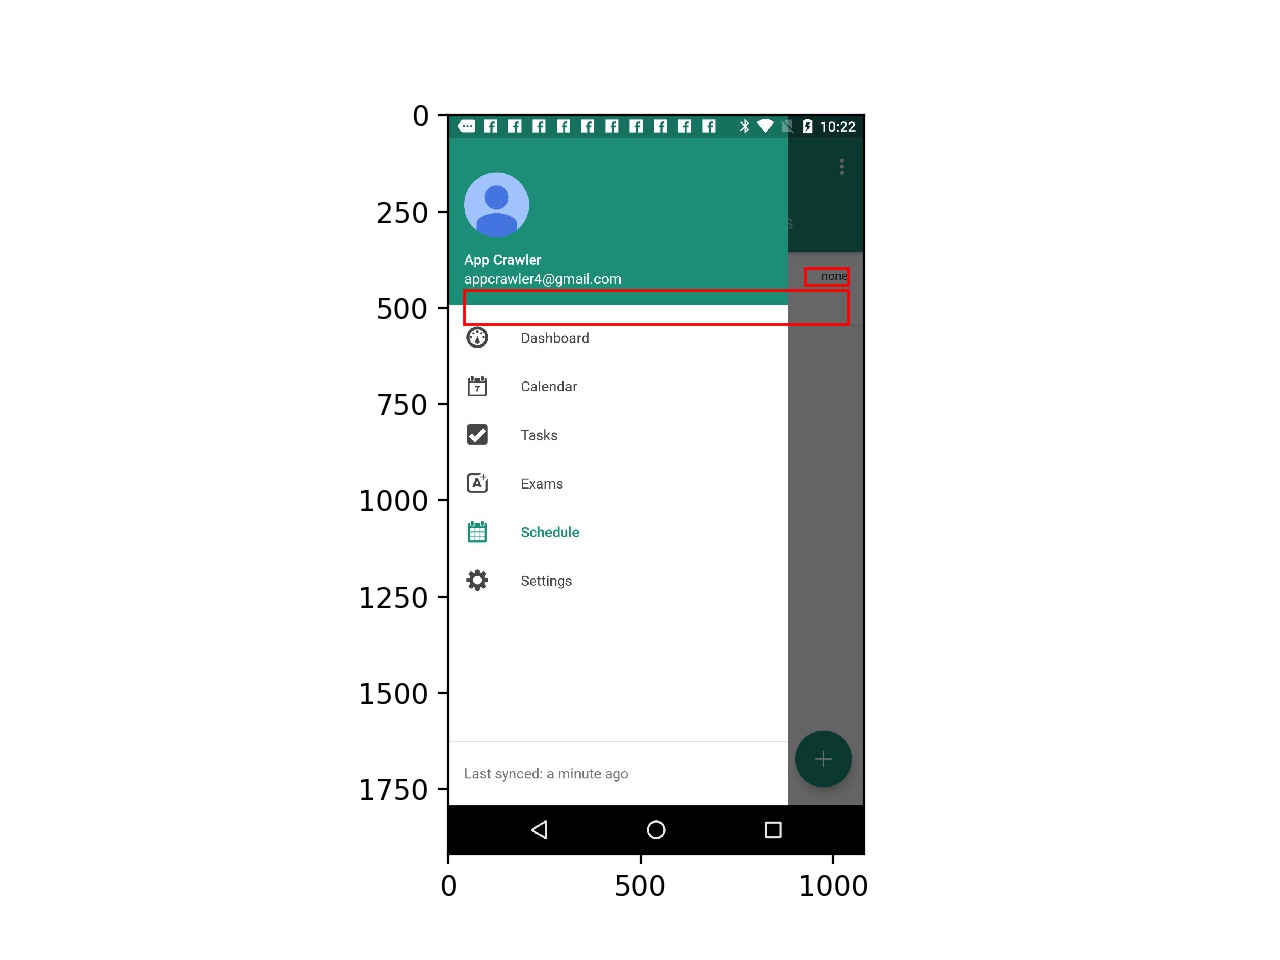 0
250
500
750
1000
1250
1500
1750
10:22
s
App Crawler
appcrawler4@gmail.com
none
Dashboard
7
Calendar
Tasks
A+
Exams
Schedule
Settings
Last synced: a minute ago
0
500
1000